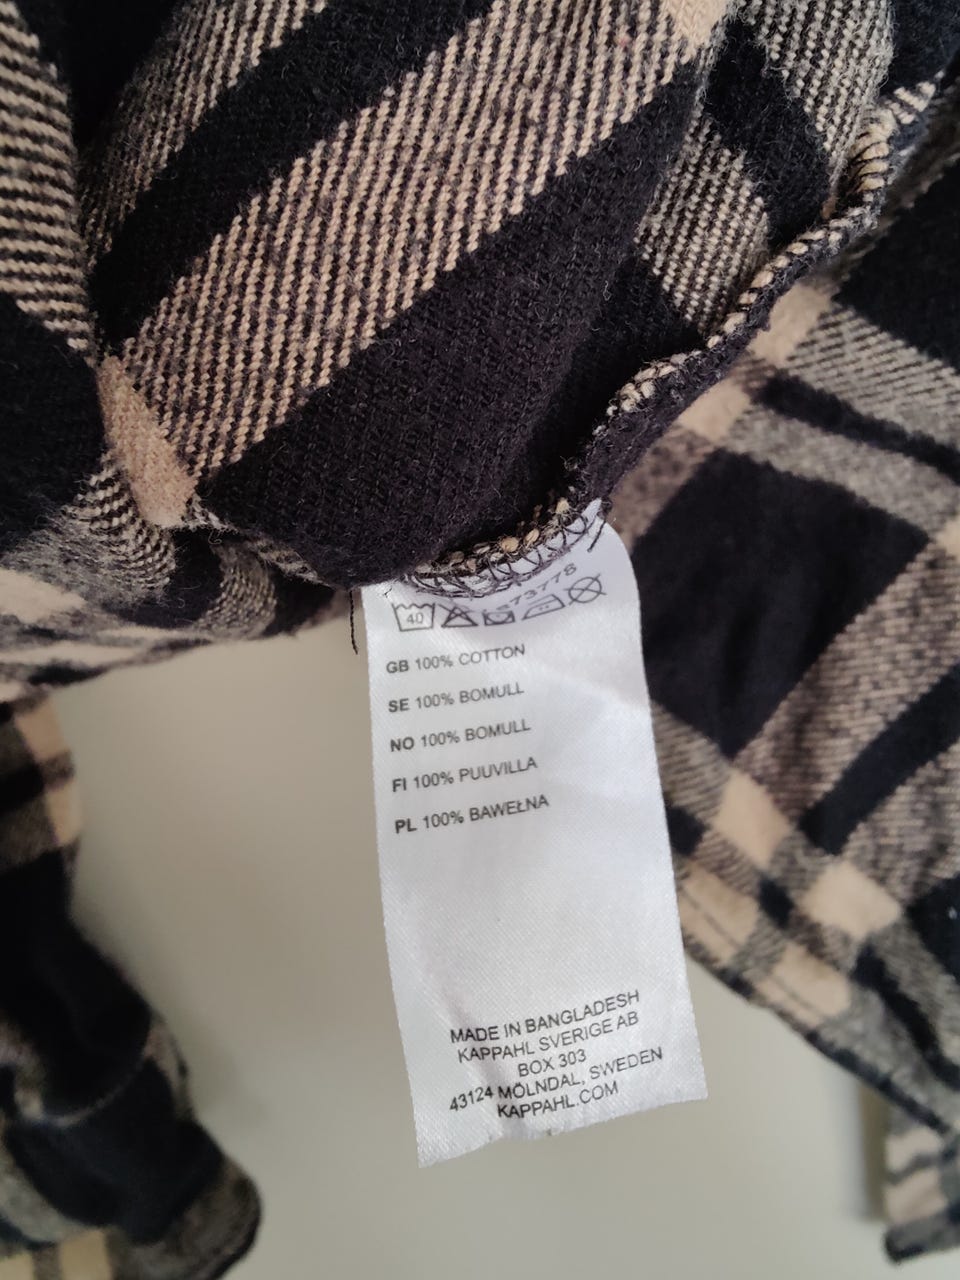 40
GB 100% COTTON
SE 100% BOMULL
NO 100% BOMULL
FI 100% PUUVILLA
PL 100% BAWEŁNA
MADE IN BANGLADESH
KAPPAHL SVERIGE AB
BOX 303
43124 MÖLNDAL, SWEDEN
KAPPAHL.COM